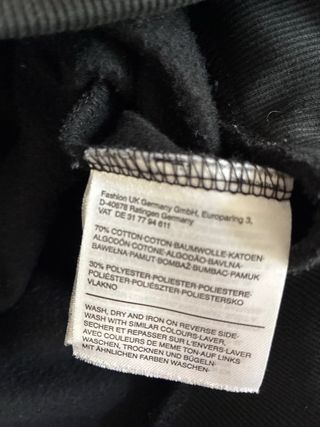 Fashion UK Germany GmbH, Europaring 3,
D-40878 Ratingen Germany
VAT DE 31 77 94 611
70% COTTON-COTON-BAUMWOLLE-KATOEN-
ALGODÓN-COTONE-ALGODÃO-BAVLNA-
BAWEŁNA-PAMUT-BOMBAŽ-BUMBAC-PAMUK
30% POLYESTER-POLYESTER-POLIESTERE-
POLIÉSTER-POLIÉSZTER-POLIESTERSKO
VLAKNO
WASH, DRY AND IRON ON REVERSE SIDE-
WASH WITH SIMILAR COLOURS-LAVER
SECHER ET REPASSER SUR L'ENVERS-LAVER
AVEC COULEURS DE MEME TON-AUF LINKS
WASCHEN, TROCKNEN UND BÜGELN-
MIT ÄHNLICHEN FARBEN WASCHEN-